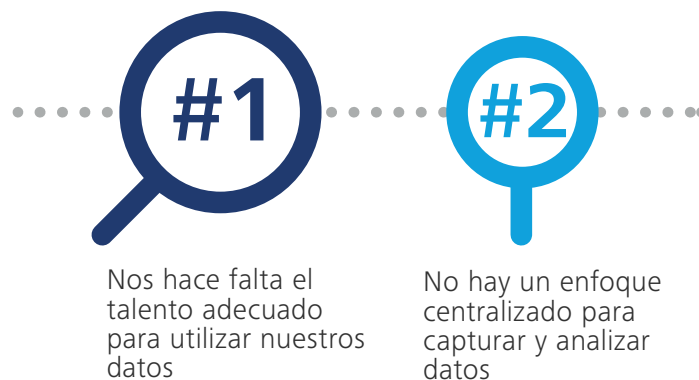 #1
Nos hace falta el
talento adecuado
para utilizar nuestros
datos
#2
No hay un enfoque
centralizado para
capturar y analizar
datos